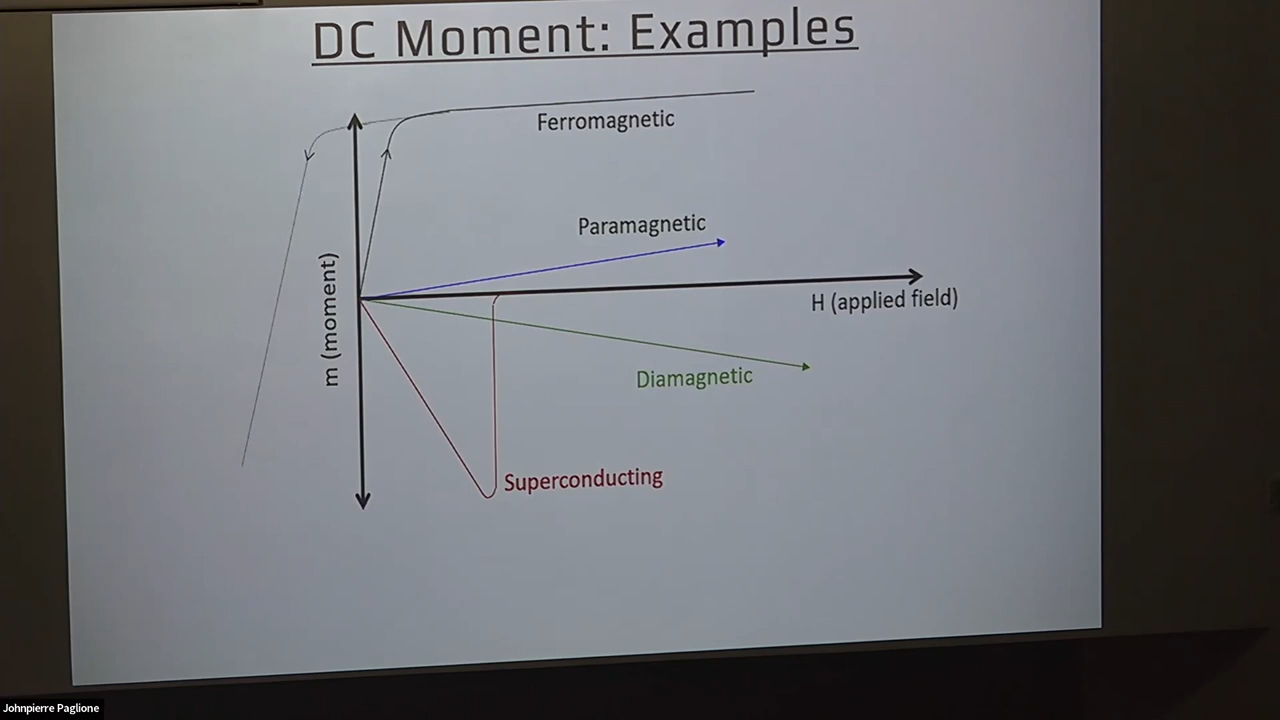 DC Moment: Examples
Ferromagnetic
Paramagnetic
m (moment)
H (applied field)
Diamagnetic
Superconducting
Johnpierre Paglione